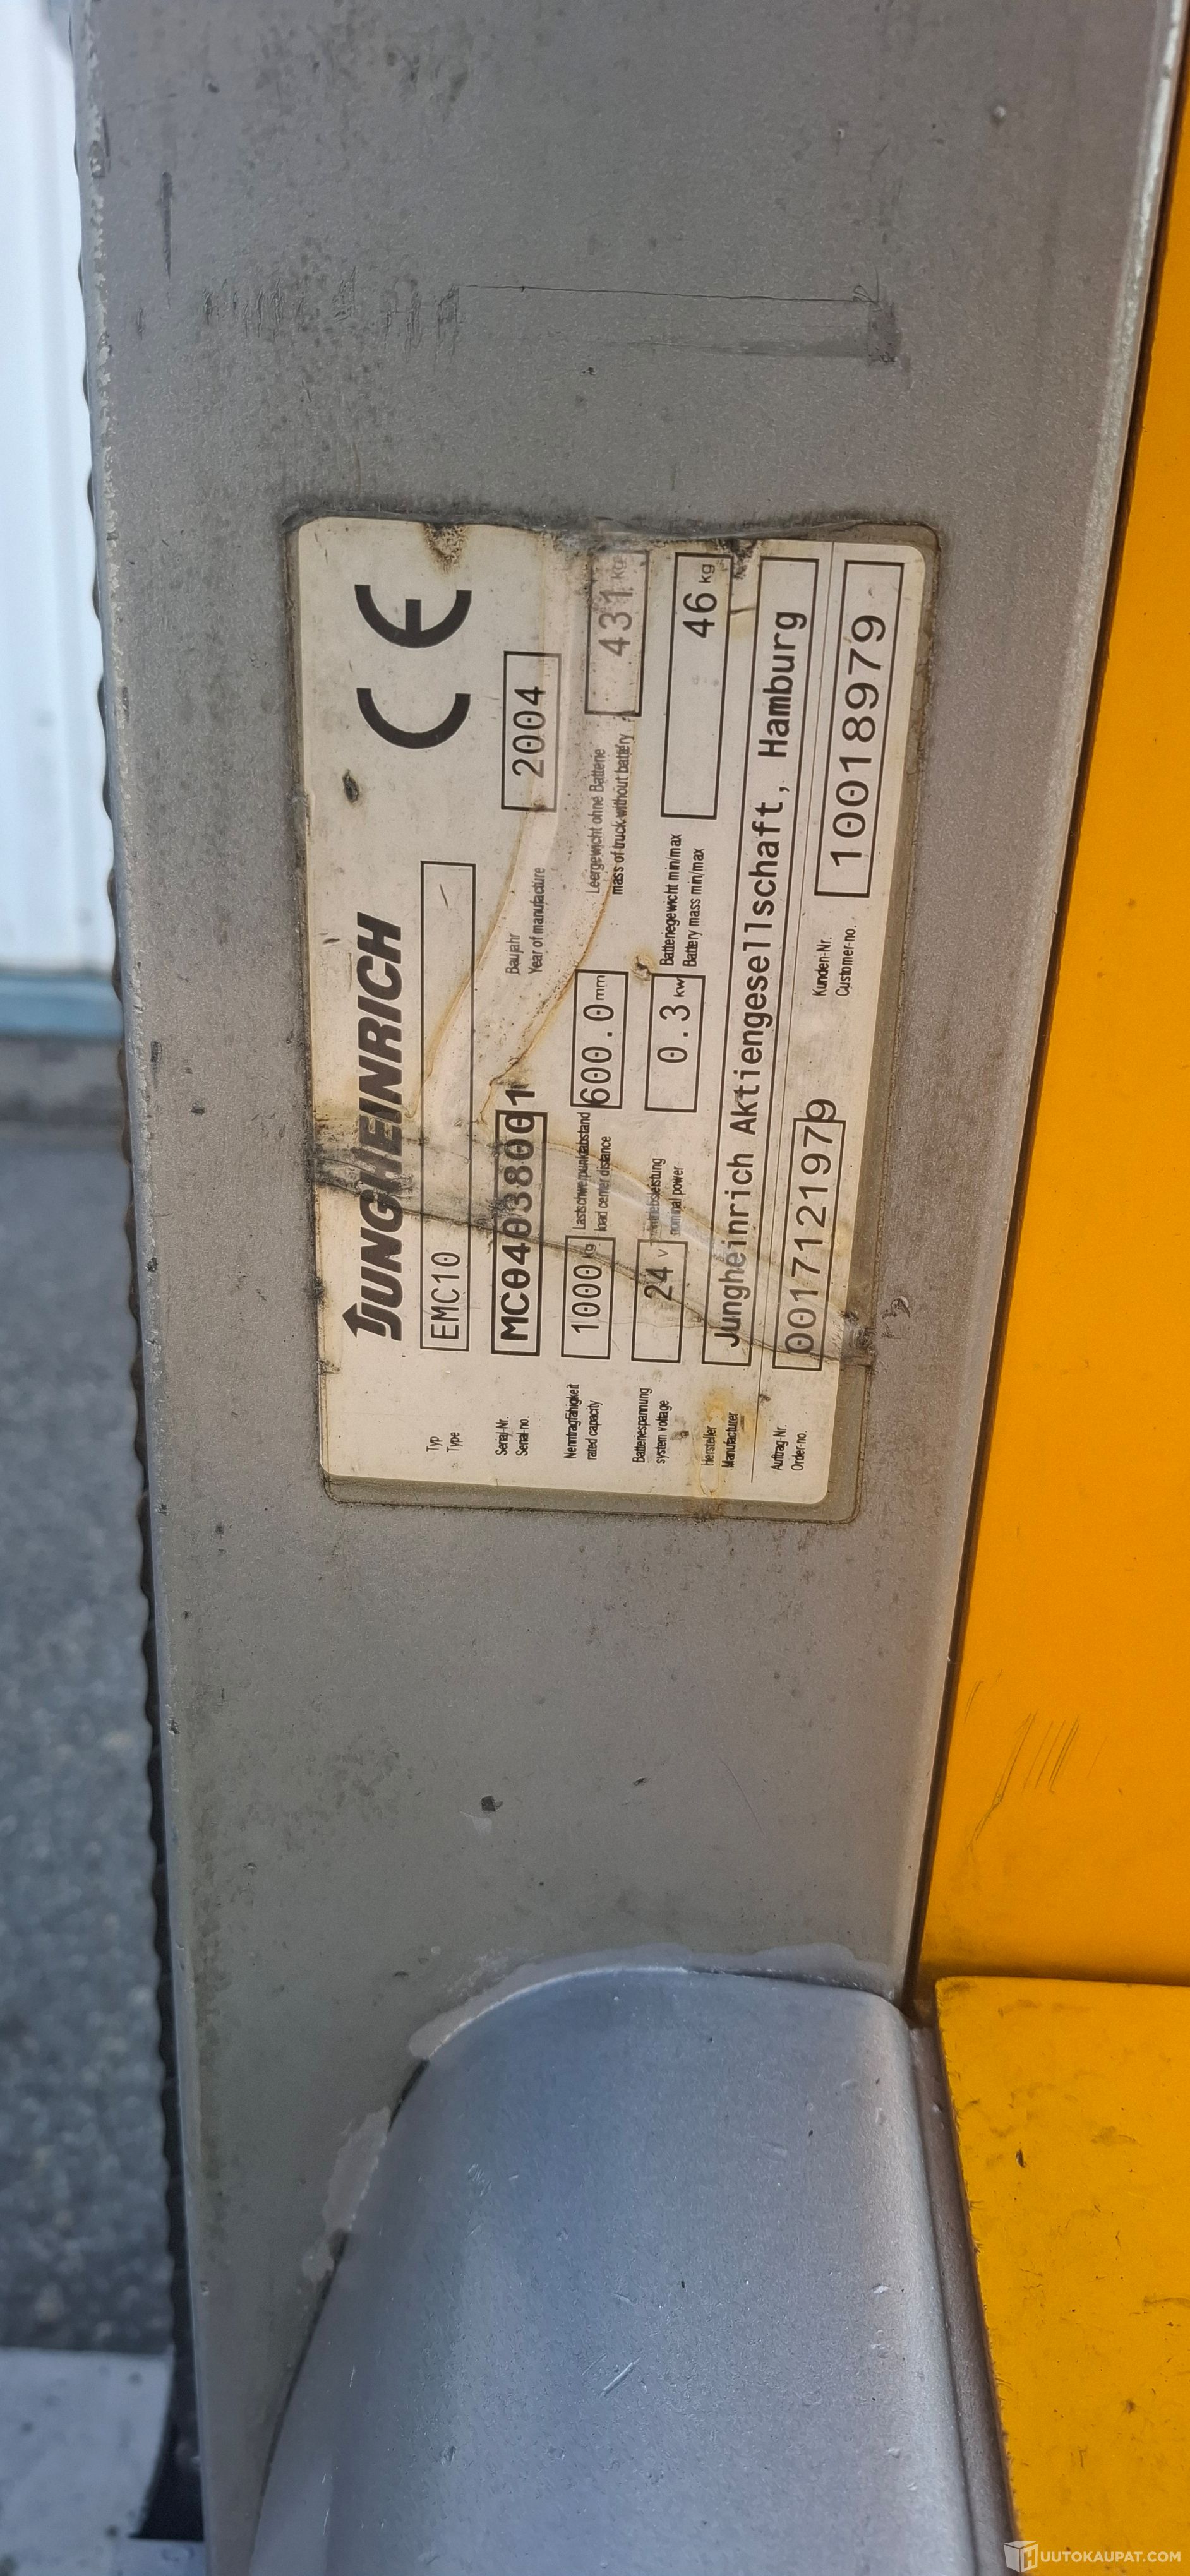 JUNGHEINRICH
CE
Typ
Type
EMC10
Serial-Nr.
Serial-no.
MC04038001
Baujahr
Year of manufacture
2004
Nenntragfähigkeit
rated capacity
1000 kg
Lastschwerpunktabstand
load center distance
600.0 mm
Leergewicht ohne Batterie
mass of truck without battery
431 kg
Batteriespannung
system voltage
24 V
Antriebsleistung
nominal power
0.3 kw
Batteriegewicht min/max
Battery mass min/max
46 kg
Hersteller
Manufacturer
Jungheinrich Aktiengesellschaft, Hamburg
Auftrag-Nr.
Order-no.
0017121979
Kunden-Nr.
Customer-no.
10018979
HUUTOKAUPAT.COM